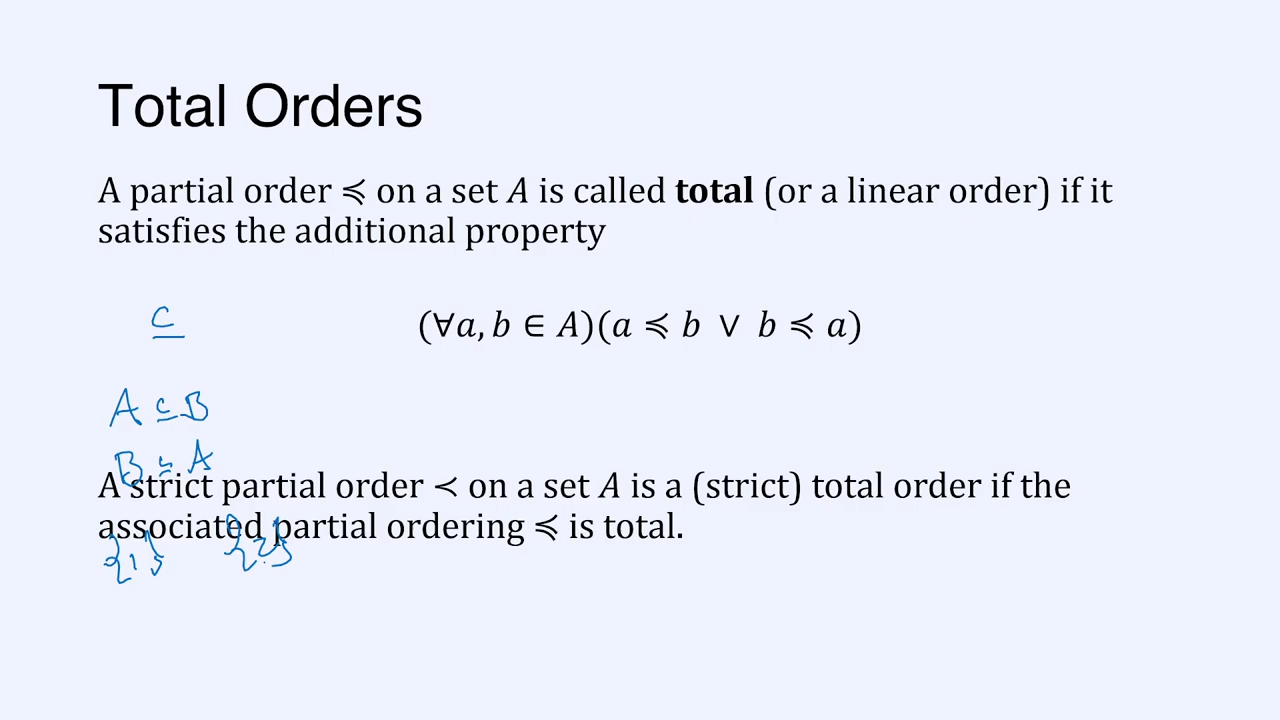 Total Orders
A partial order ≼ on a set A is called total (or a linear order) if it
satisfies the additional property
⊆
(∀a, b ∈ A)(a ≼ b ∨ b ≼ a)
A ⊆ B
B ⊆ A
A strict partial order ≺ on a set A is a (strict) total order if the
associated partial ordering ≼ is total.
{1} {2}